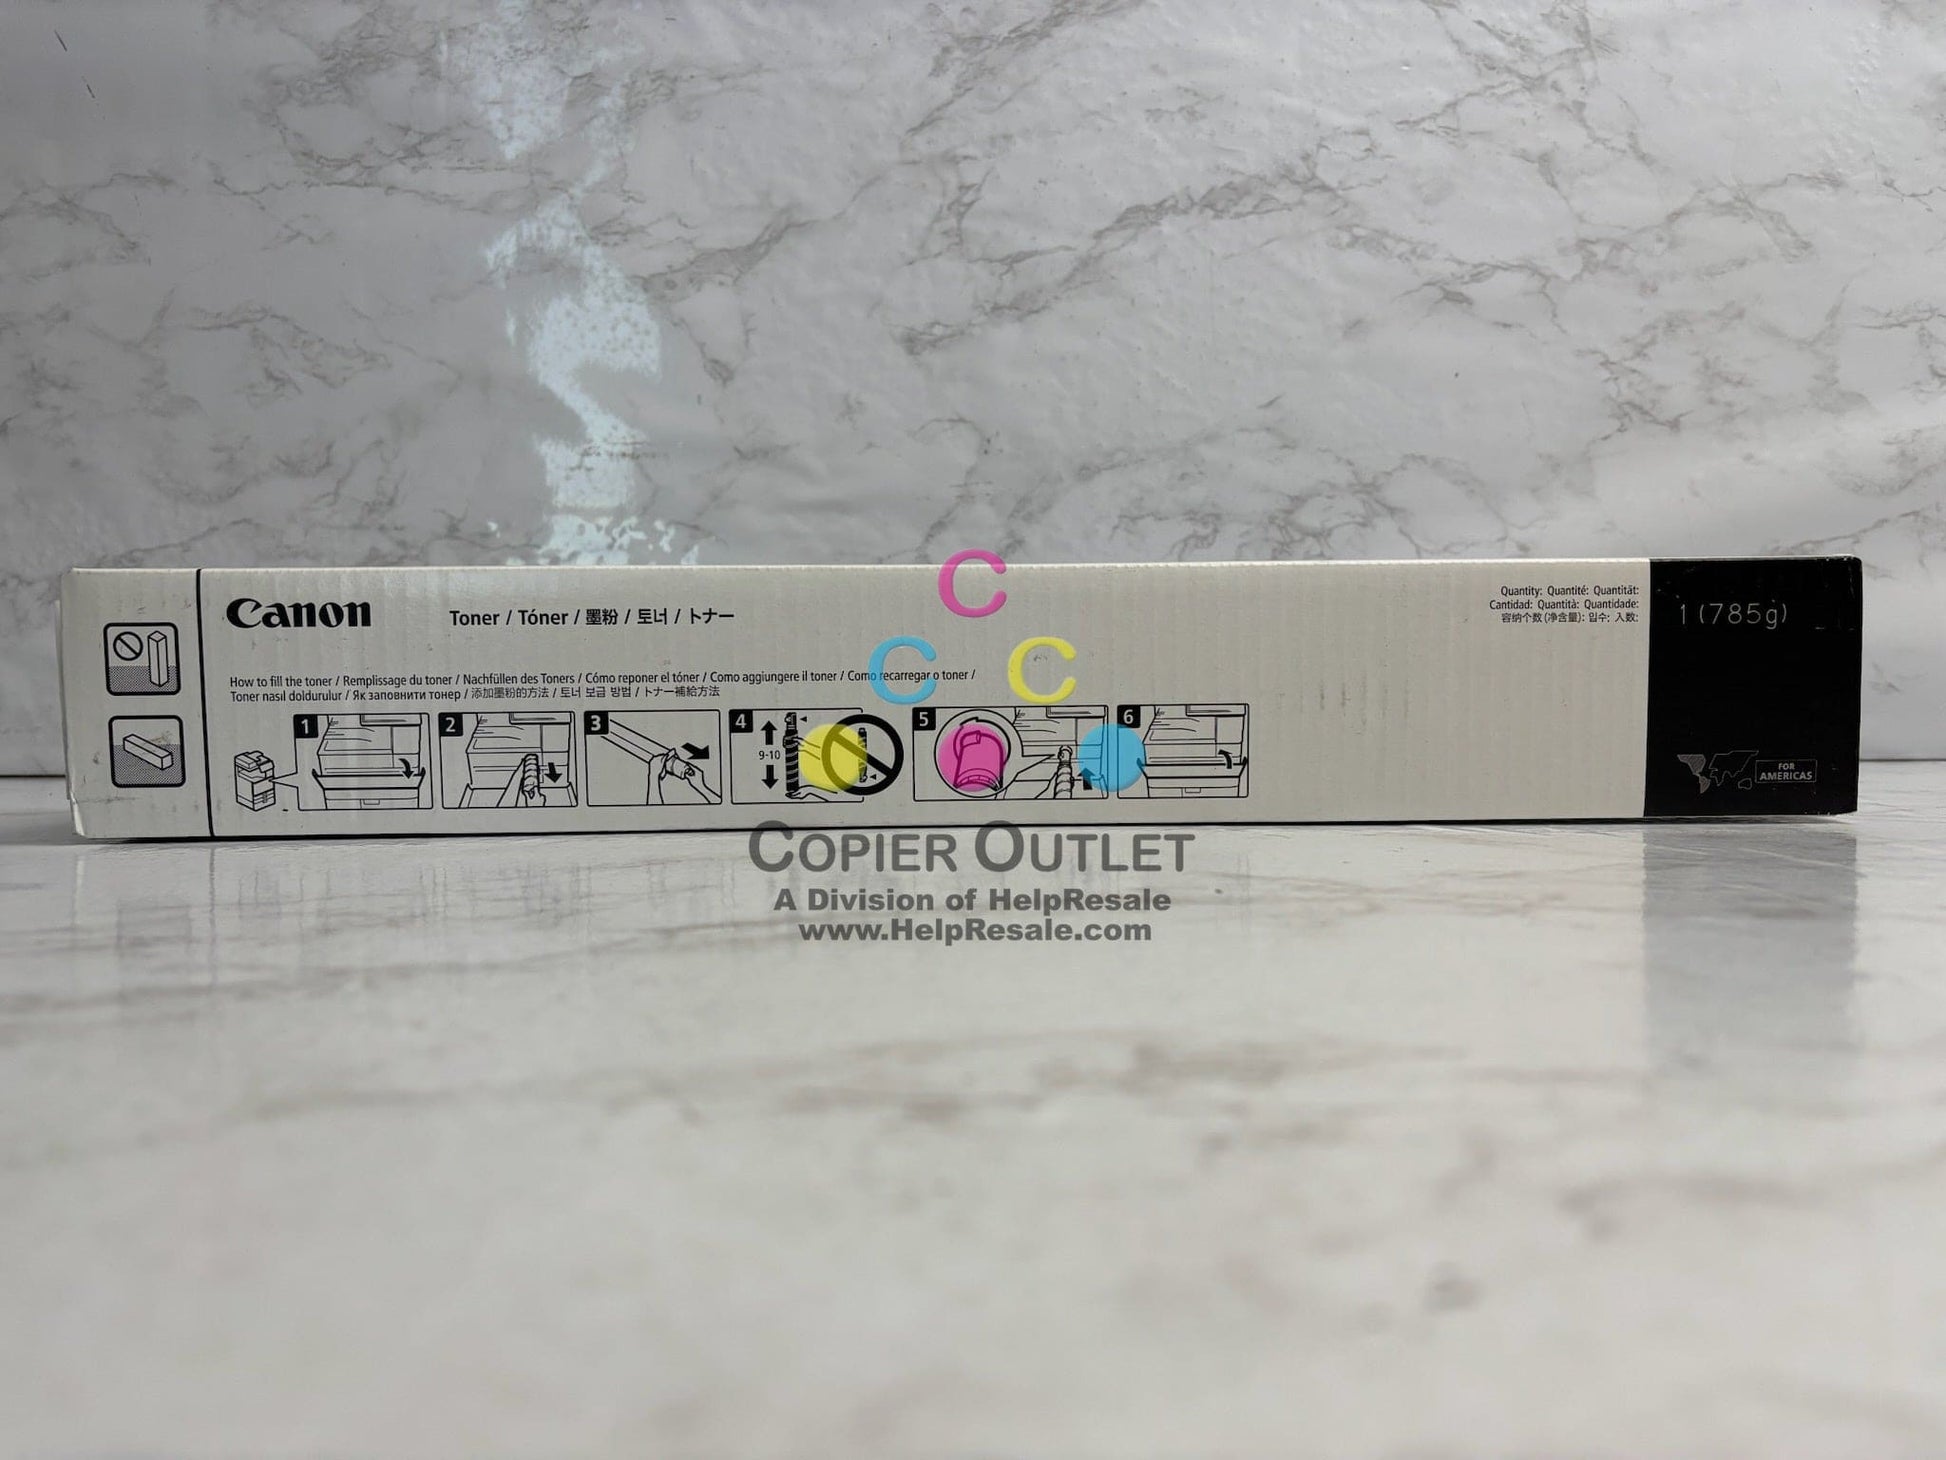 Canon
Toner / Tóner / 墨粉 / 토너 / トナー
How to fill the toner / Remplissage du toner / Nachfüllen des Toners / Cómo reponer el tóner / Como aggiungere il toner / Como recarregar o toner /
Toner nasıl doldurulur / Як заповнити тонер / 添加墨粉的方法 / 토너 보급 방법 / トナー補給方法
1
2
3
4
9-10
5
6
Quantity: Quantité: Quantität:
Cantidad: Quantità: Quantidade:
容纳个数(净含量): 입수: 入数:
1 (785g)
FOR
AMERICAS
C
C C
COPIER OUTLET
A Division of HelpResale
www.HelpResale.com